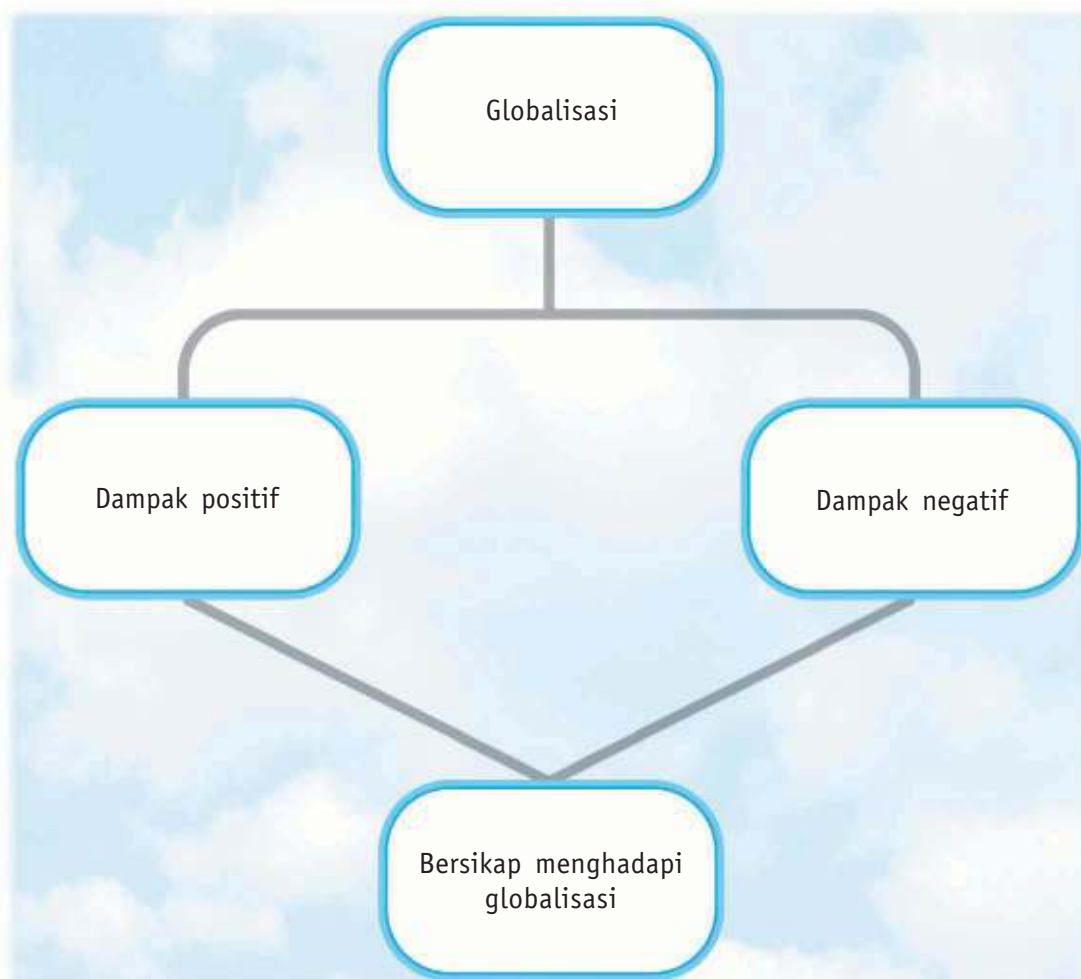 Globalisasi
Dampak positif
Dampak negatif
Bersikap menghadapi
globalisasi